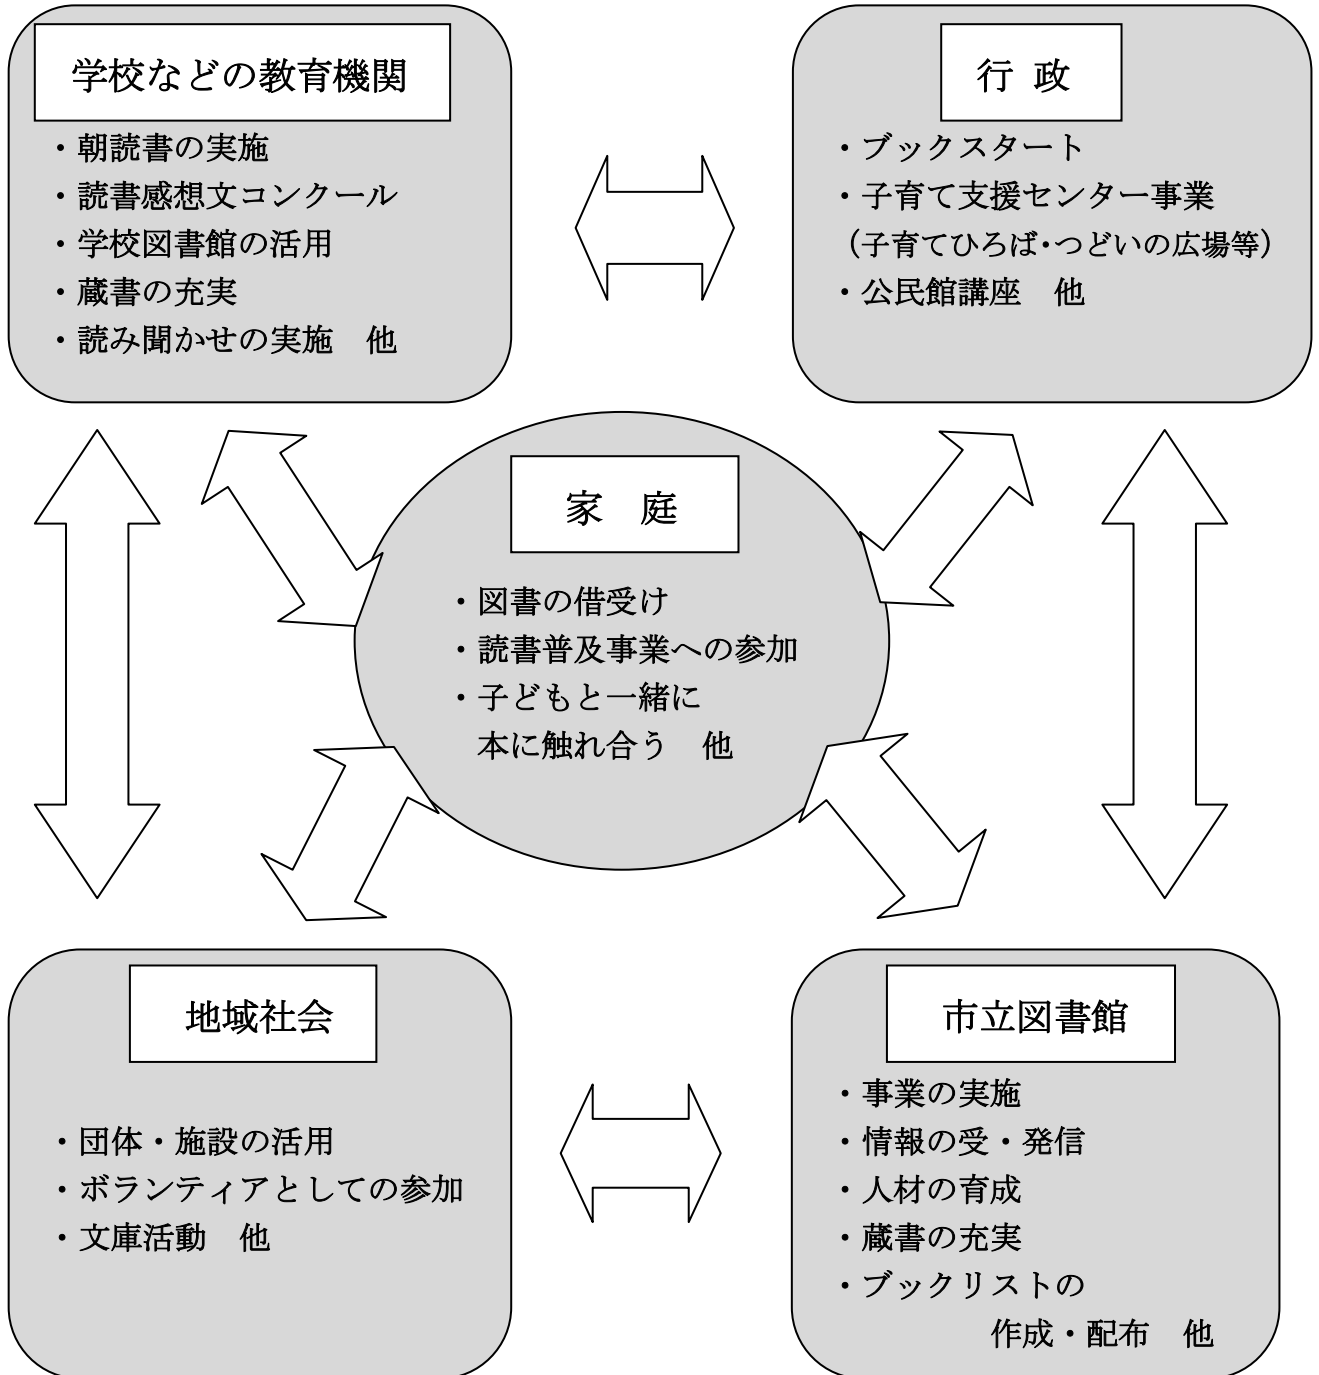 学校などの教育機関
・朝読書の実施
・読書感想文コンクール
・学校図書館の活用
・蔵書の充実
・読み聞かせの実施　他
行 政
・ブックスタート
・子育て支援センター事業
（子育てひろば・つどいの広場等）
・公民館講座　他
家　庭
・図書の借受け
・読書普及事業への参加
・子どもと一緒に
本に触れ合う　他
地域社会
・団体・施設の活用
・ボランティアとしての参加
・文庫活動　他
市立図書館
・事業の実施
・情報の受・発信
・人材の育成
・蔵書の充実
・ブックリストの
作成・配布　他